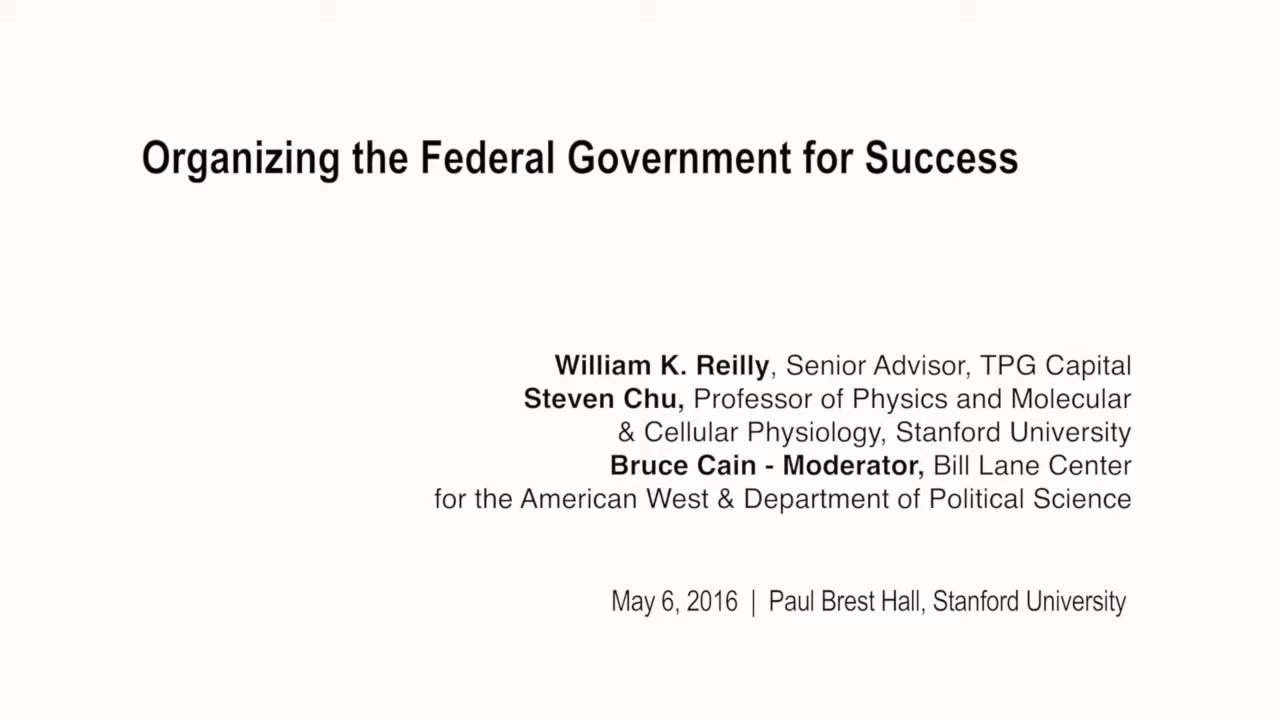 Organizing the Federal Government for Success
William K. Reilly, Senior Advisor, TPG Capital
Steven Chu, Professor of Physics and Molecular
& Cellular Physiology, Stanford University
Bruce Cain - Moderator, Bill Lane Center
for the American West & Department of Political Science
May 6, 2016 | Paul Brest Hall, Stanford University